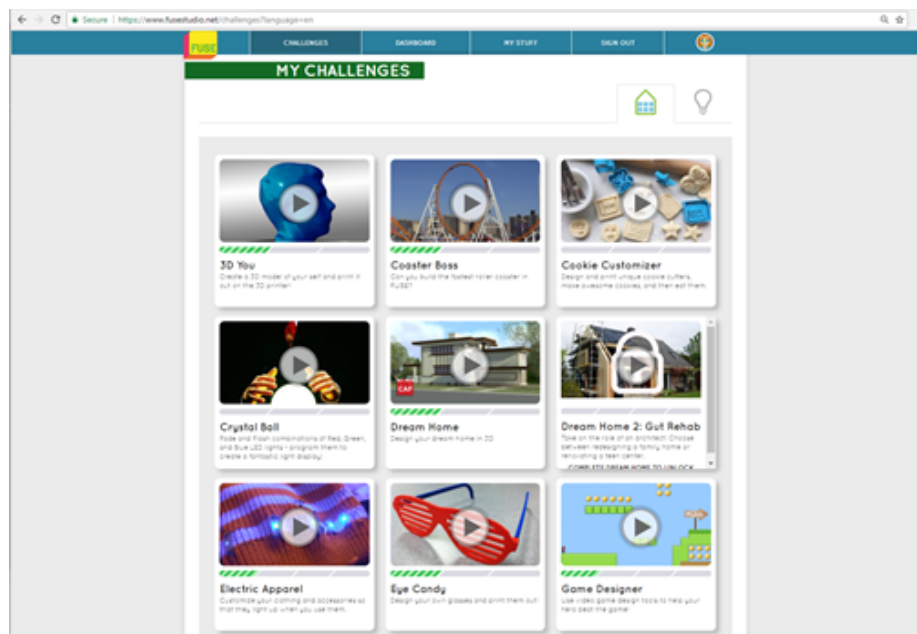 Secure | https://www.fusestudio.net/challenges?language=en
FUSE CHALLENGES DASHBOARD MY STUFF SIGN OUT
MY CHALLENGES
3D You
Create a 3D model of your self and print it
out on the 3D printer!
Coaster Boss
Can you build the fastest roller coaster in
FUSE?
Cookie Customizer
Design and print unique cookie cutters,
make awesome cookies, and then eat them.
Crystal Ball
Fade and Flash combinations of Red, Green,
and Blue LED lights - program them to
create a fantastic light display!
CAF
Dream Home
Design your dream home in 3D
Dream Home 2: Gut Rehab
Take on the role of an architect! Choose
between redesigning a family home or
renovating a teen center.
COMPLETE DREAM HOME TO UNLOCK
Electric Apparel
Customize your clothing and accessories so
that they light up when you use them.
Eye Candy
Design your own glasses and print them out!
Game Designer
Use video game design tools to help your
hero beat the game!